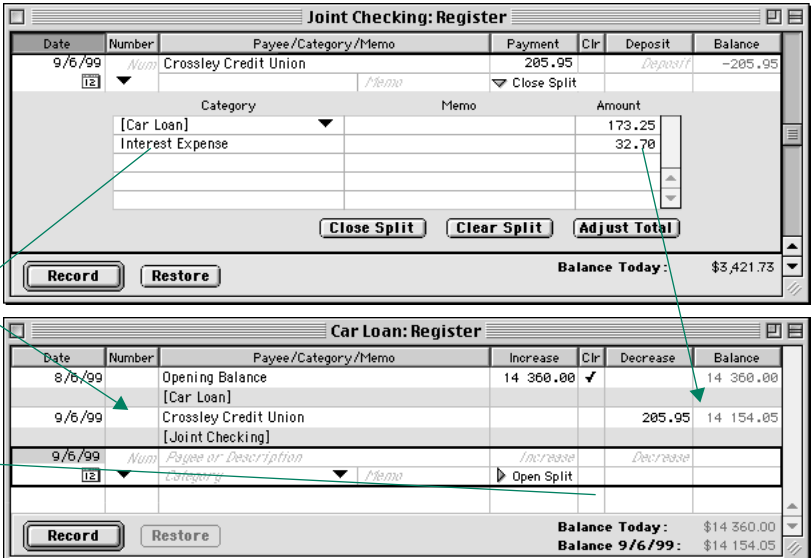 Joint Checking: Register
Date Number Payee/Category/Memo Payment Clr Deposit Balance
9/6/99 Num Crossley Credit Union 205.95 Deposit -205.95
12 Memo Close Split
Category Memo Amount
[Car Loan] 173.25
Interest Expense 32.70
Close Split Clear Split Adjust Total
Record Restore Balance Today: $3,421.73
Car Loan: Register
Date Number Payee/Category/Memo Increase Clr Decrease Balance
8/6/99 Opening Balance 14 360.00 ✓ 14 360.00
[Car Loan]
9/6/99 Crossley Credit Union 205.95 14 154.05
[Joint Checking]
9/6/99 Num Payee or Description Increase Decrease
12 Category Memo Open Split
Record Restore Balance Today: $14 360.00
Balance 9/6/99: $14 154.05